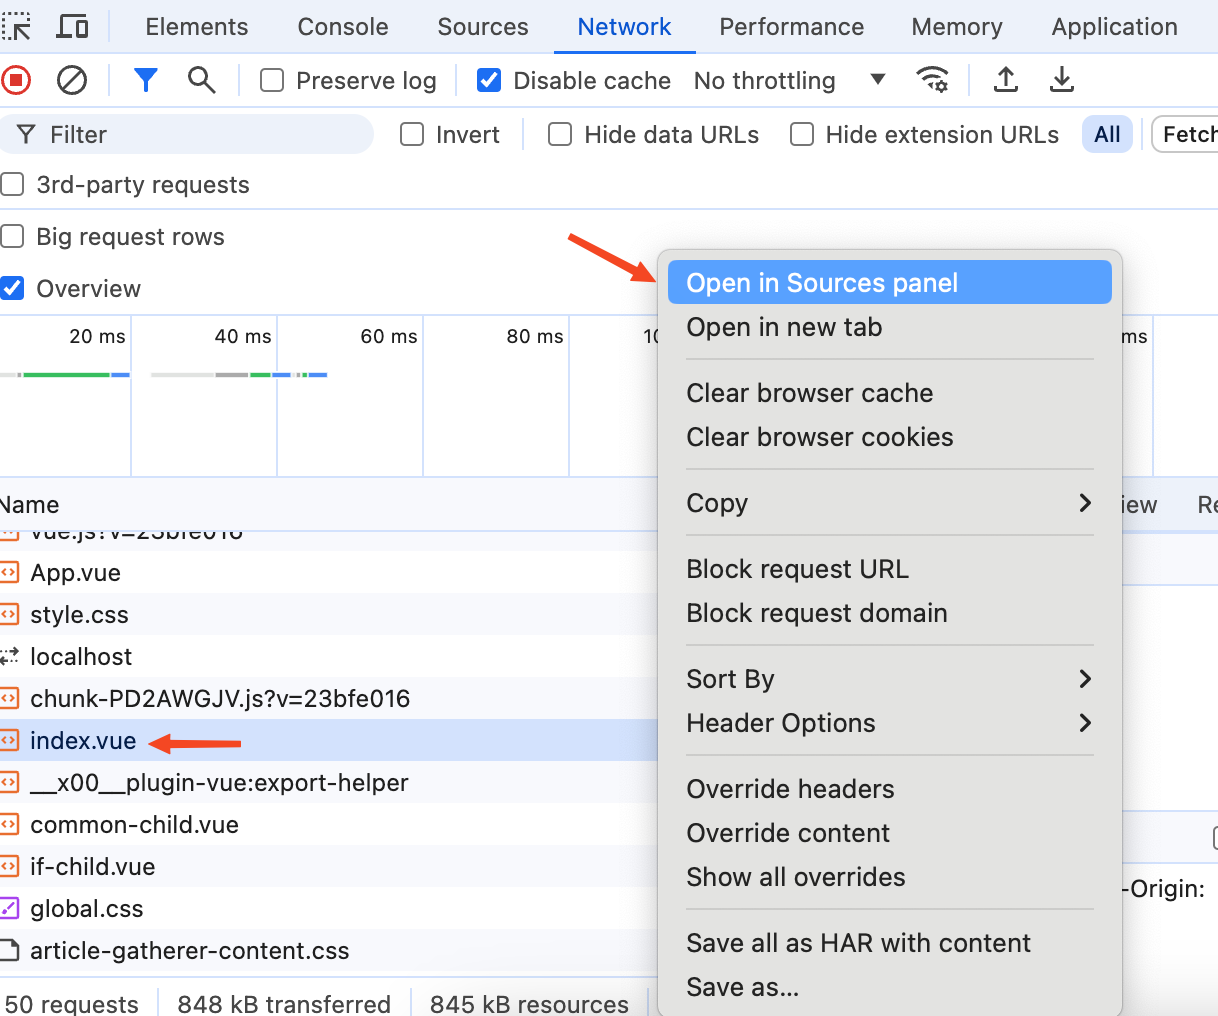 Elements Console Sources Network Performance Memory Application
Preserve log Disable cache No throttling
Filter Invert Hide data URLs Hide extension URLs All Fetch
3rd-party requests
Big request rows
Overview
20 ms 40 ms 60 ms 80 ms 10 ms
Open in Sources panel
Open in new tab
Clear browser cache
Clear browser cookies
Copy
Block request URL
Block request domain
Sort By
Header Options
Override headers
Override content
Show all overrides
Save all as HAR with content
Save as...
Name iew Re
vue.js?v=23bfe016
App.vue
style.css
localhost
chunk-PD2AWGJV.js?v=23bfe016
index.vue
__x00__plugin-vue:export-helper
common-child.vue
if-child.vue
global.css
-Origin:
article-gatherer-content.css
50 requests 848 kB transferred 845 kB resources